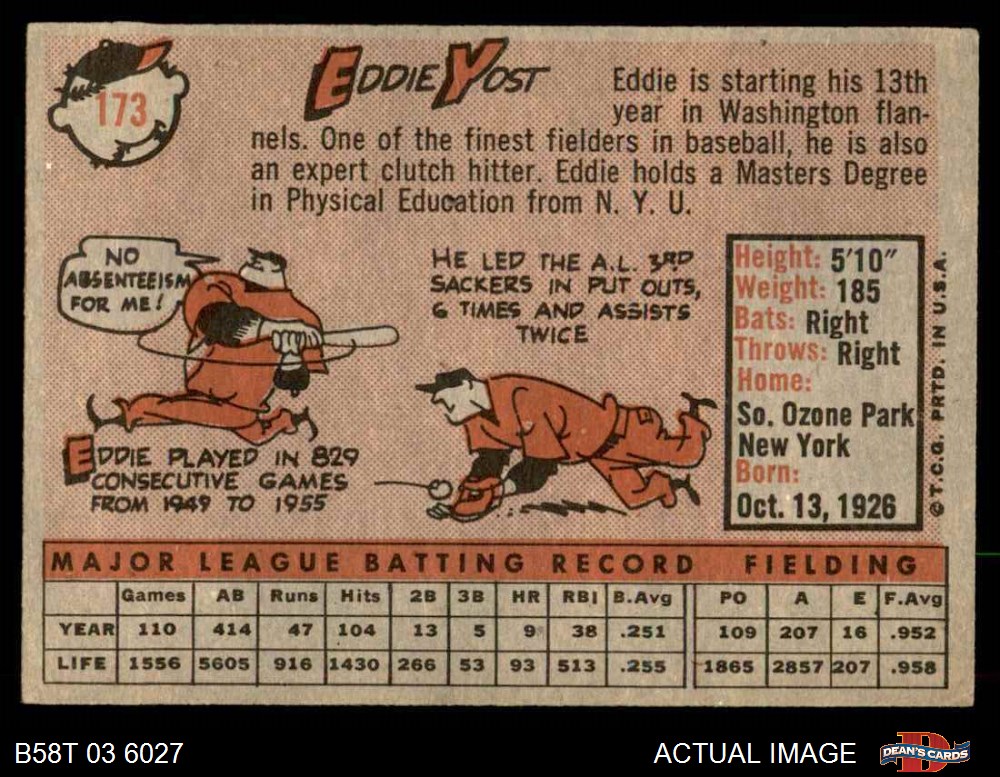 173
EDDIE YOST
Eddie is starting his 13th
year in Washington flan-
nels. One of the finest fielders in baseball, he is also
an expert clutch hitter. Eddie holds a Masters Degree
in Physical Education from N. Y. U.
NO
ABSENTEEISM
FOR ME!
EDDIE PLAYED IN 829
CONSECUTIVE GAMES
FROM 1949 TO 1955
HE LED THE A.L. 3RD
SACKERS IN PUT OUTS,
6 TIMES AND ASSISTS
TWICE
Height: 5'10"
Weight: 185
Bats: Right
Throws: Right
Home:
So. Ozone Park
New York
Born:
Oct. 13, 1926
© T.C.G. PRTD. IN U.S.A.
MAJOR LEAGUE BATTING RECORD FIELDING
Games AB Runs Hits 2B 3B HR RBI B.Avg PO A E F.Avg
YEAR 110 414 47 104 13 5 9 38 .251 109 207 16 .952
LIFE 1556 5605 916 1430 266 53 93 513 .255 1865 2857 207 .958
B58T 03 6027
ACTUAL IMAGE
D
DEAN'S CARDS